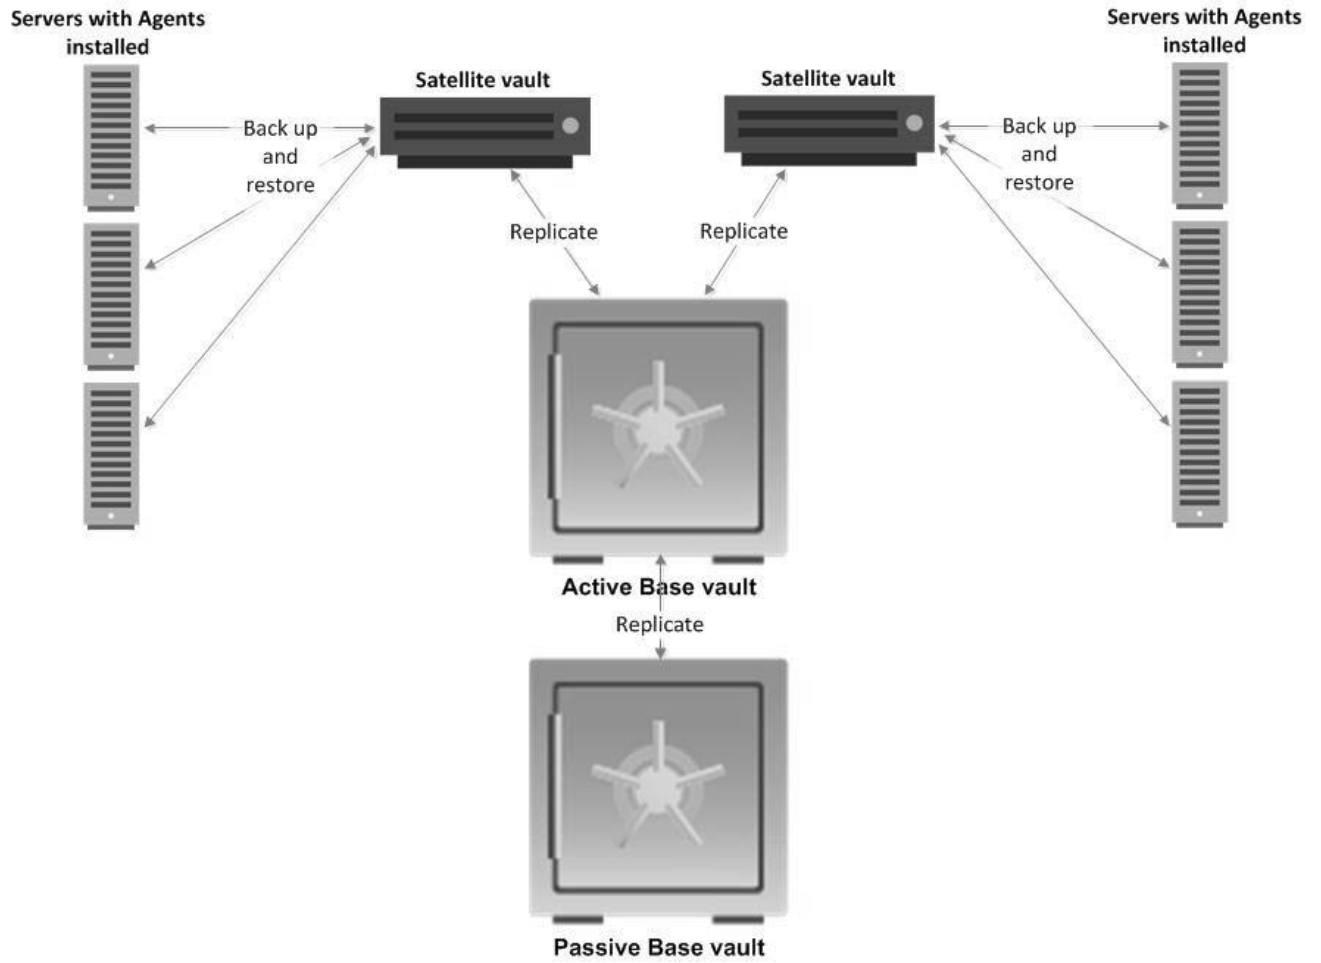 Servers with Agents
installed
Satellite vault
Satellite vault
Servers with Agents
installed
Back up
and
restore
Back up
and
restore
Replicate
Replicate
Active Base vault
Replicate
Passive Base vault